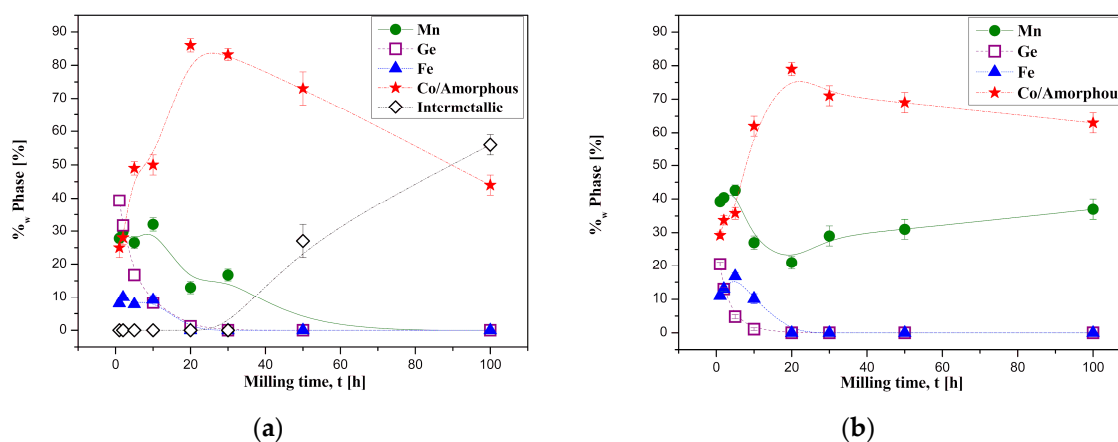 Mn
Ge
Fe
Co/Amorphous
Intermetallic
%w Phase [%]
90
80
70
60
50
40
30
20
10
0
0 20 40 60 80 100
Milling time, t [h]
(a)
Mn
Ge
Fe
Co/Amorphous
%w Phase [%]
90
80
70
60
50
40
30
20
10
0
0 20 40 60 80 100
Milling time, t [h]
(b)